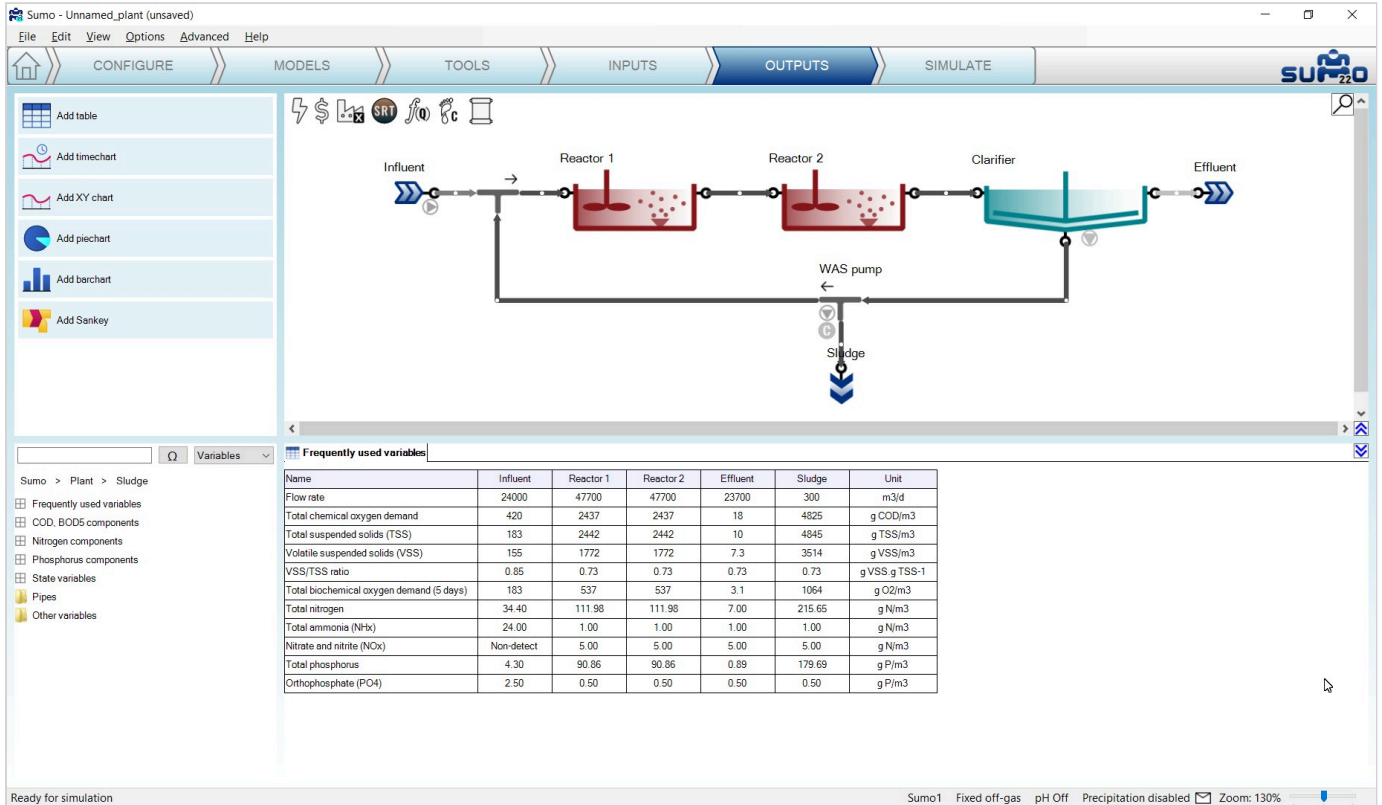 Sumo - Unnamed_plant (unsaved)
File Edit View Options Advanced Help
CONFIGURE MODELS TOOLS INPUTS OUTPUTS SIMULATE
SUMO 22
Add table
Add timechart
Add XY chart
Add piechart
Add barchart
Add Sankey
$ X SRT f(Q) C
Influent
Reactor 1
Reactor 2
Clarifier
Effluent
WAS pump
C
Sludge
Ω Variables
Sumo > Plant > Sludge
Frequently used variables
COD, BOD5 components
Nitrogen components
Phosphorus components
State variables
Pipes
Other variables
Frequently used variables
Name Influent Reactor 1 Reactor 2 Effluent Sludge Unit
Flow rate 24000 47700 47700 23700 300 m3/d
Total chemical oxygen demand 420 2437 2437 18 4825 g COD/m3
Total suspended solids (TSS) 183 2442 2442 10 4845 g TSS/m3
Volatile suspended solids (VSS) 155 1772 1772 7.3 3514 g VSS/m3
VSS/TSS ratio 0.85 0.73 0.73 0.73 0.73 g VSS.g TSS-1
Total biochemical oxygen demand (5 days) 183 537 537 3.1 1064 g O2/m3
Total nitrogen 34.40 111.98 111.98 7.00 215.65 g N/m3
Total ammonia (NHx) 24.00 1.00 1.00 1.00 1.00 g N/m3
Nitrate and nitrite (NOx) Non-detect 5.00 5.00 5.00 5.00 g N/m3
Total phosphorus 4.30 90.86 90.86 0.89 179.69 g P/m3
Orthophosphate (PO4) 2.50 0.50 0.50 0.50 0.50 g P/m3
Ready for simulation
Sumo1 Fixed off-gas pH Off Precipitation disabled Zoom: 130%